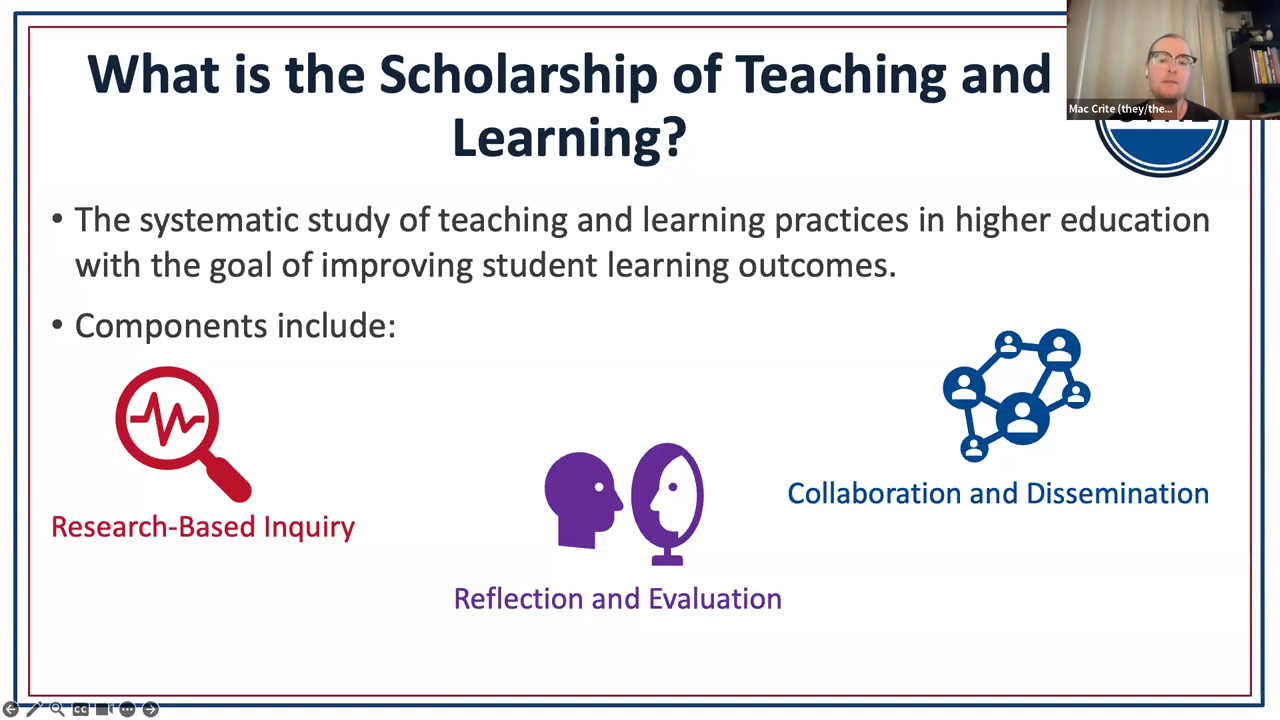 What is the Scholarship of Teaching and
Learning?
Mac Crite (they/the...
• The systematic study of teaching and learning practices in higher education
with the goal of improving student learning outcomes.
• Components include:
Collaboration and Dissemination
Research-Based Inquiry
Reflection and Evaluation
CC